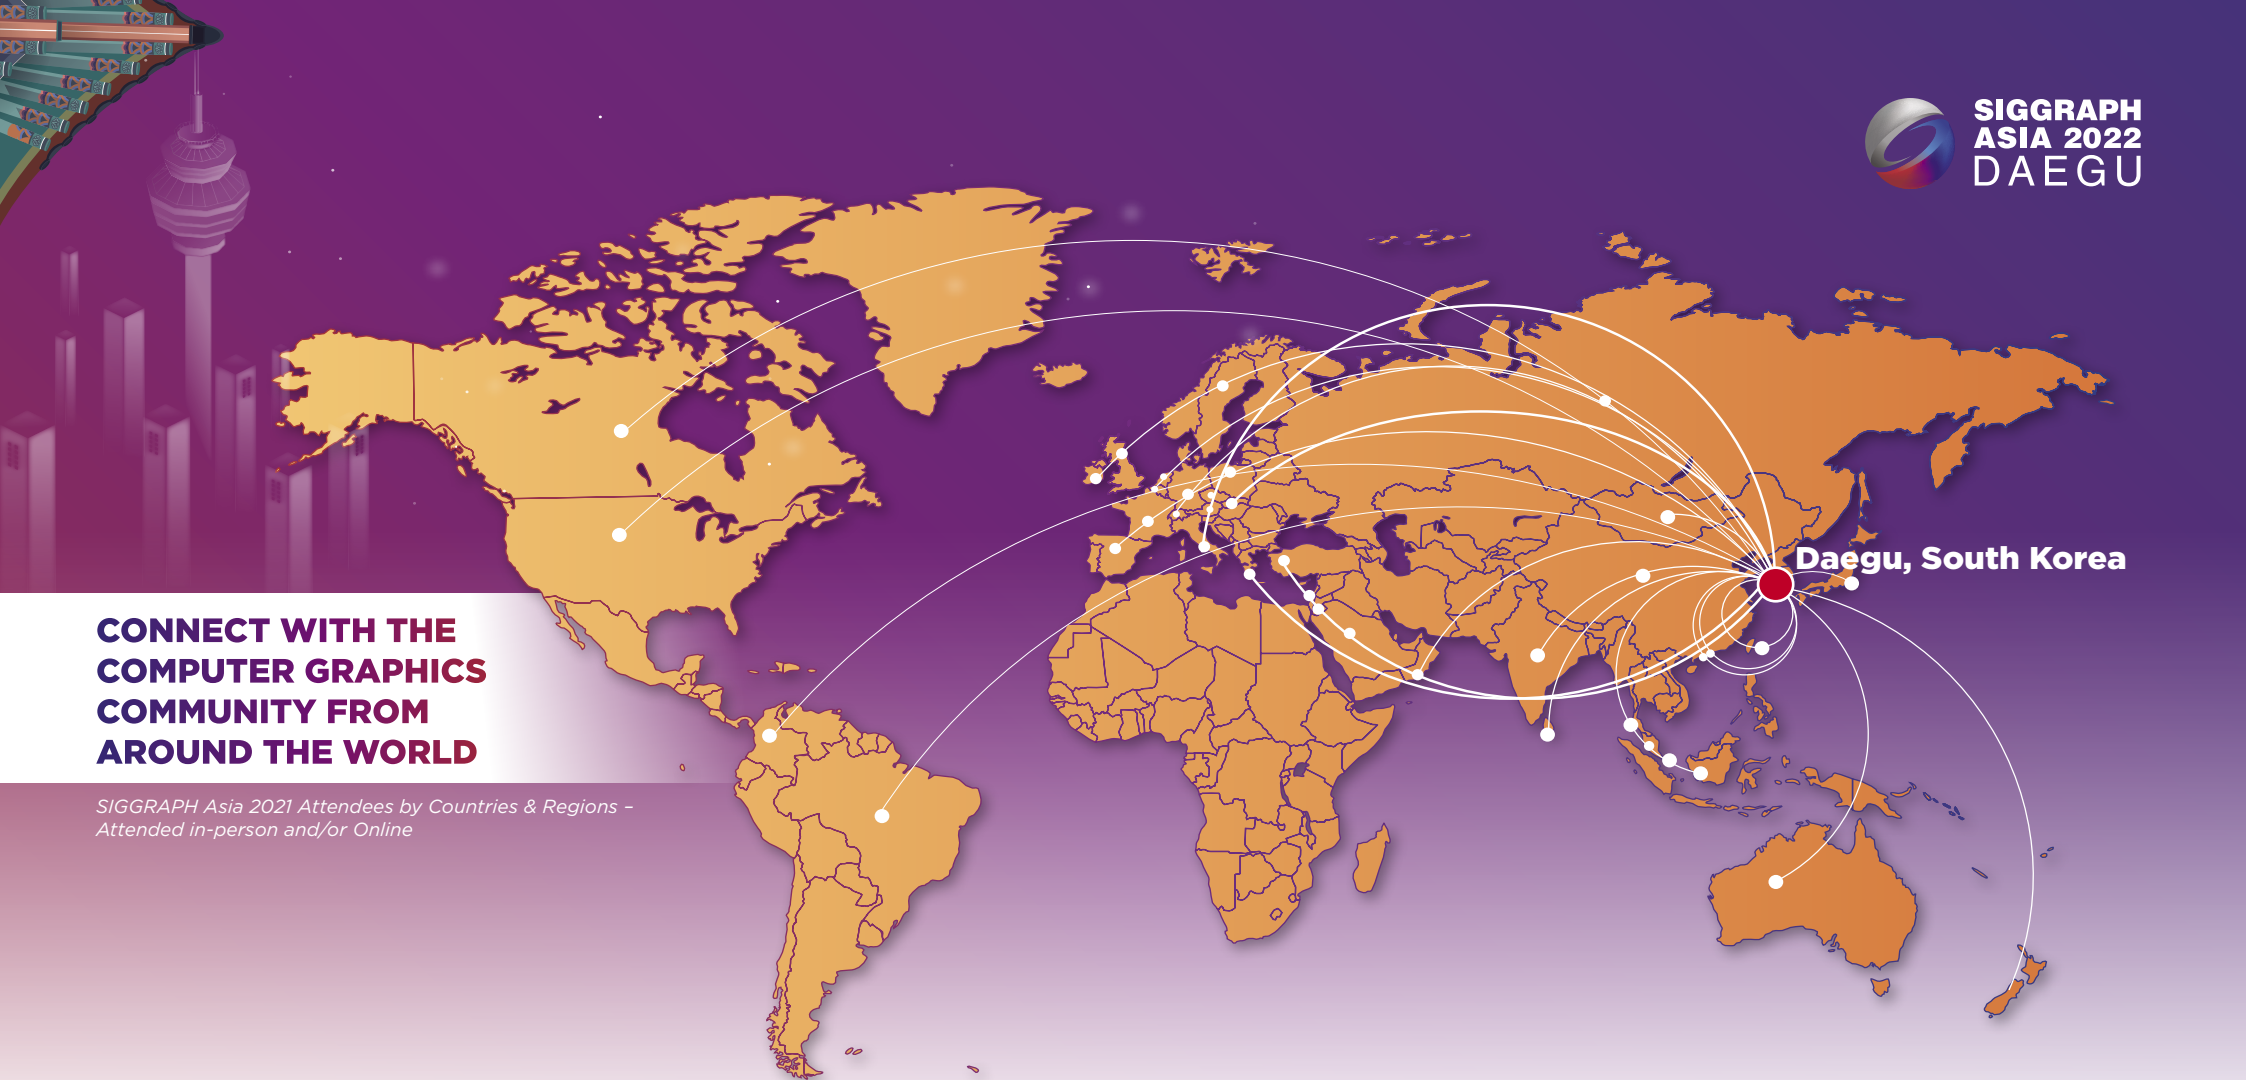 SIGGRAPH
ASIA 2022
DAEGU
Daegu, South Korea
CONNECT WITH THE
COMPUTER GRAPHICS
COMMUNITY FROM
AROUND THE WORLD
SIGGRAPH Asia 2021 Attendees by Countries & Regions –
Attended in-person and/or Online